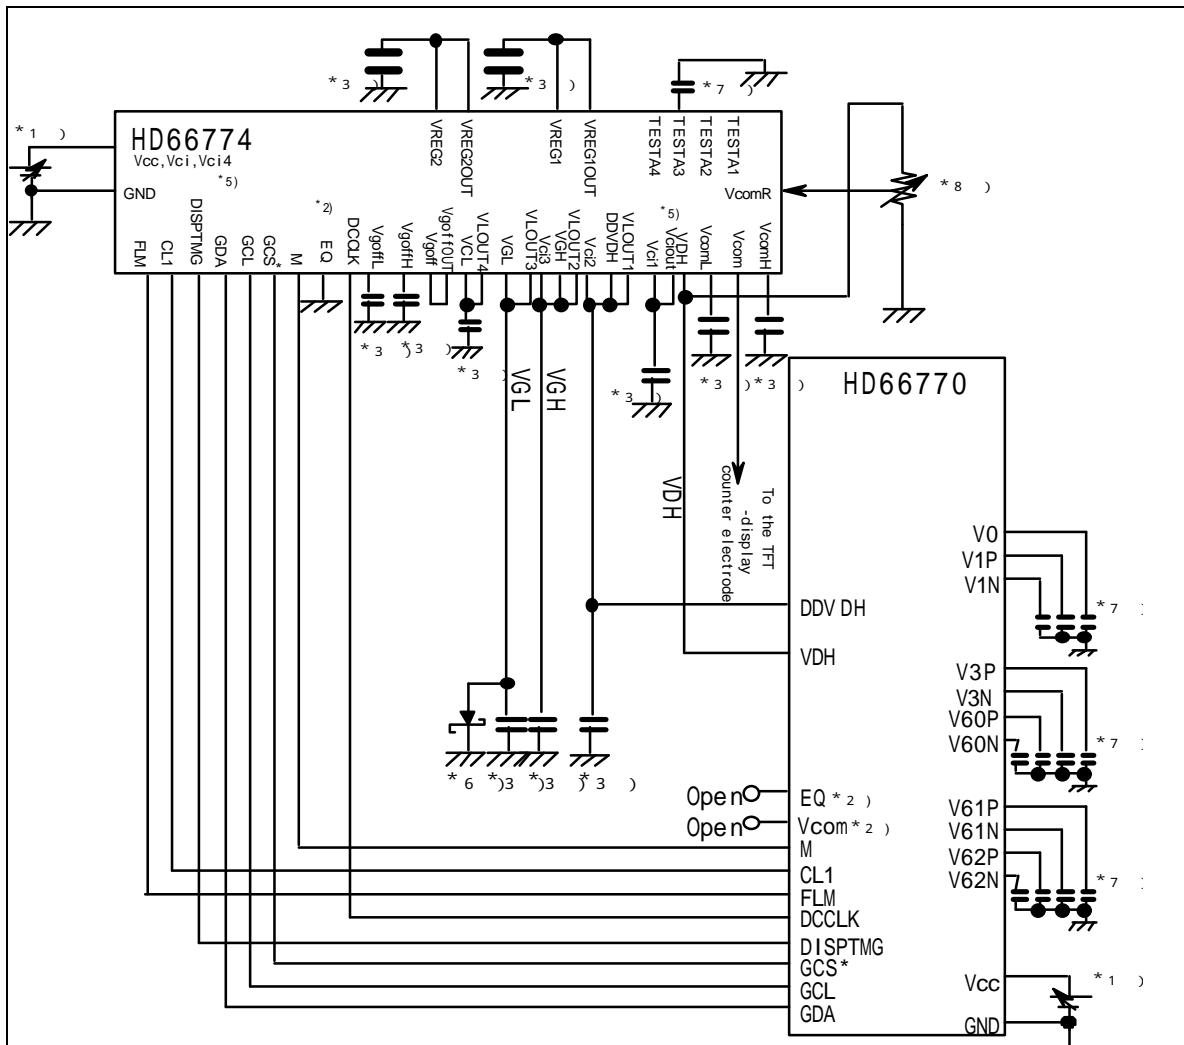 *3 )
*3 )
*7 )
*1 )
HD66774
Vcc,Vci,Vci4
*5)
GND
VREG2
VREG2OUT
VREG1
VREG1OUT
TESTA4
TESTA3
TESTA2
TESTA1
VcomR
*8 )
*2)
*5)
FLM
CL1
DISPTMG
GDA
GCL
GCS*
M
EQ
DCCLK
VgoffL
VgoffH
Vgoff
VgoffOUT
VCL
VLOUT4
VGL
VLOUT3
Vci3
VGH
VLOUT2
Vci2
DDVDH
VLOUT1
Vci1
Vciout
VDH
VcomL
Vcom
VcomH
*3 )
*3 )
*3 )
*3 )
*3 )
*3 )
VGL
VGH
VDH
To the TFT
-display
counter electrode
HD66770
V0
V1P
V1N
*7 )
DDVDH
VDH
V3P
V3N
V60P
V60N
*7 )
*6 )
*3 )
*3 )
*3 )
Open
EQ *2 )
Open
Vcom *2 )
M
CL1
FLM
DCCLK
DISPTMG
GCS*
GCL
GDA
V61P
V61N
V62P
V62N
*7 )
Vcc
*1 )
GND